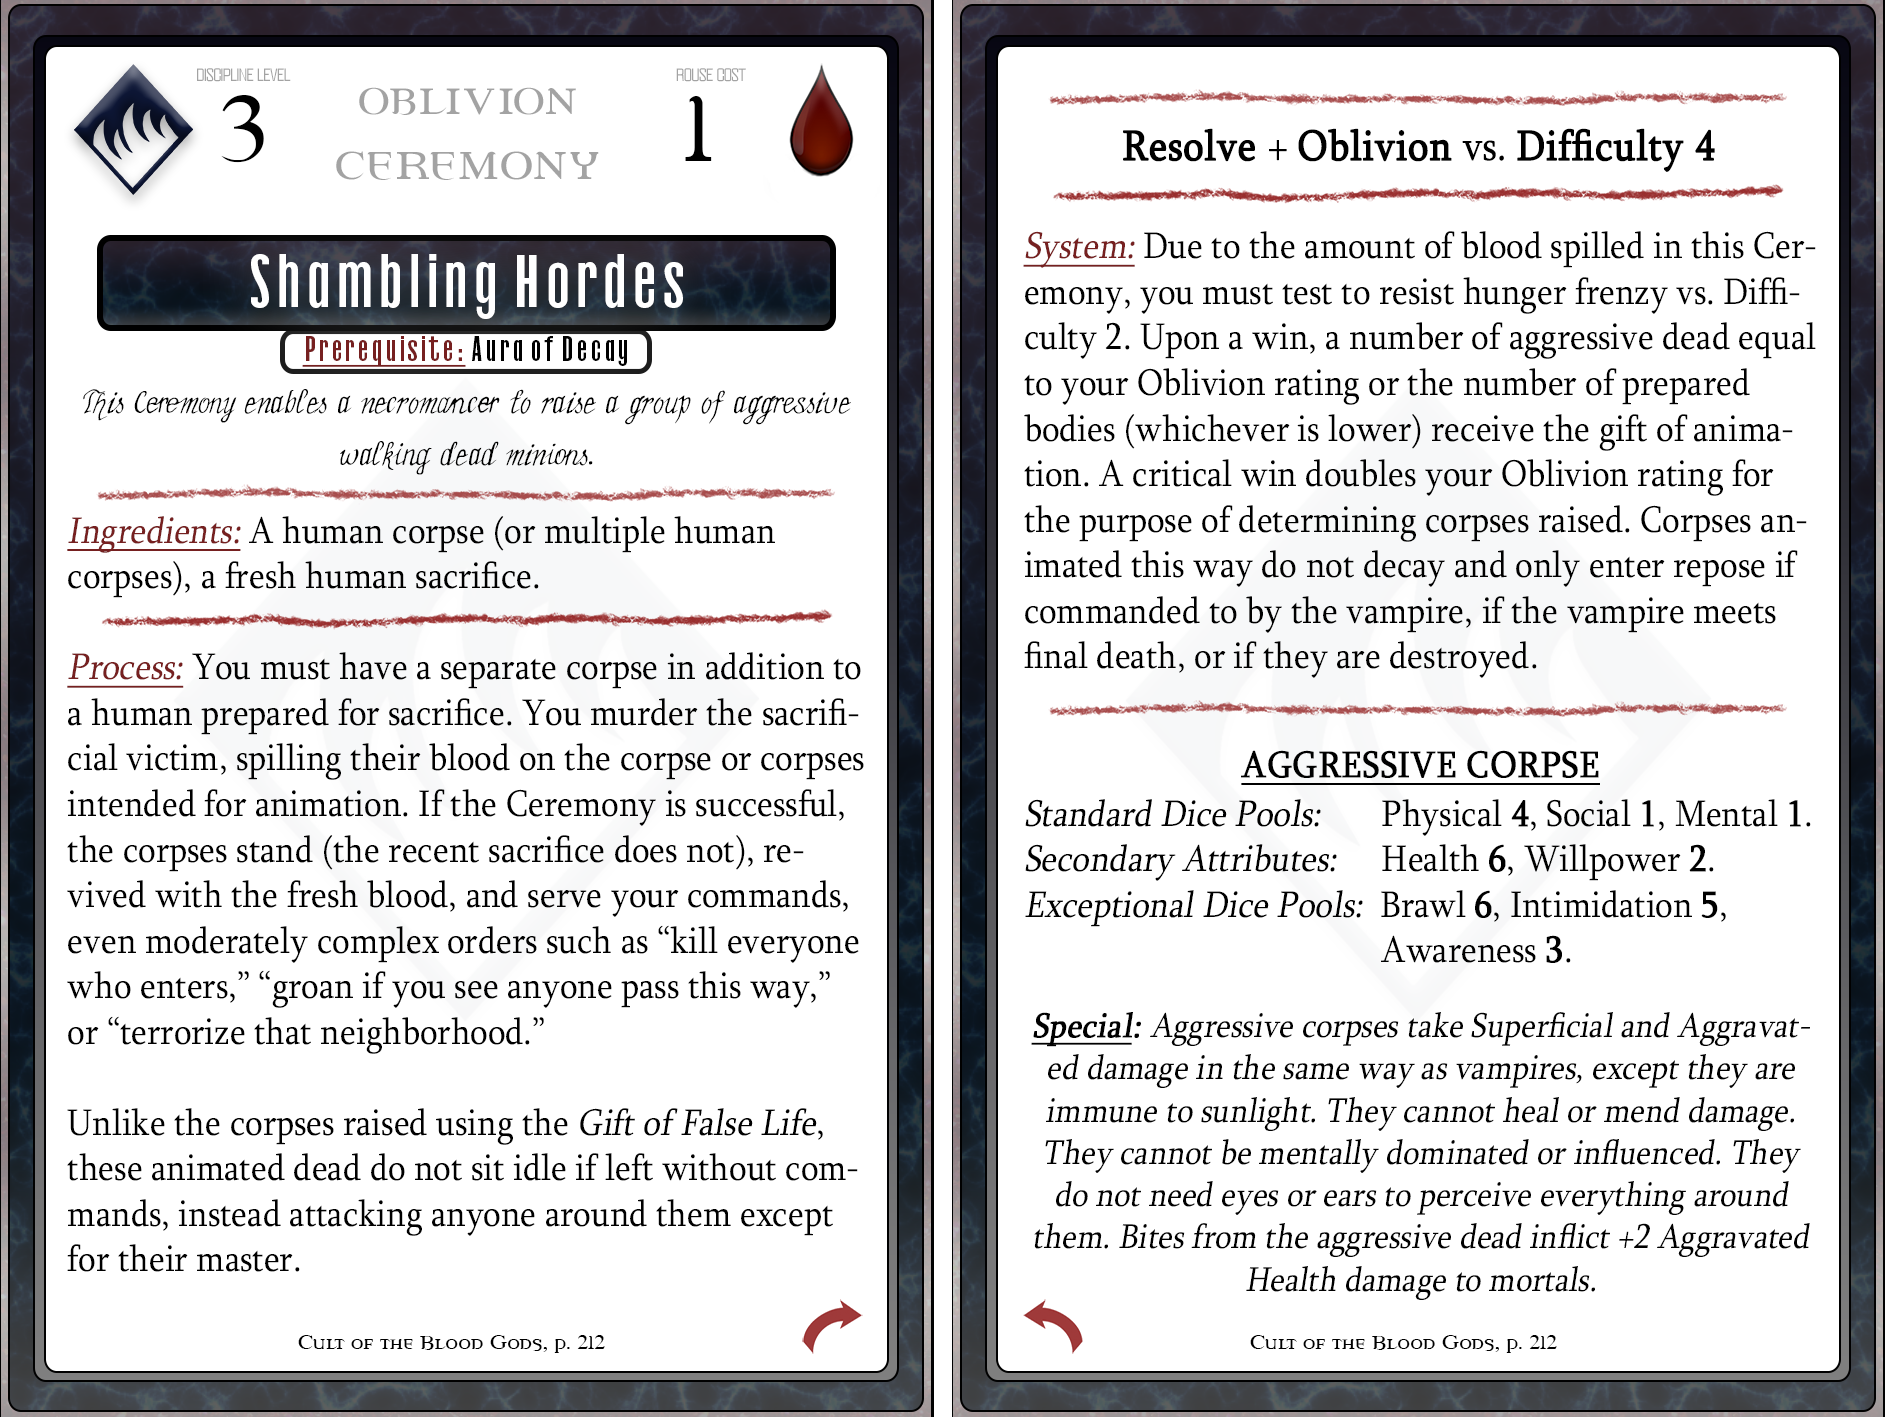 DISCIPLINE LEVEL
3
OBLIVION
CEREMONY
ROUSE COST
1
Shambling Hordes
Prerequisite: Aura of Decay
This Ceremony enables a necromancer to raise a group of aggressive
walking dead minions.
Ingredients: A human corpse (or multiple human
corpses), a fresh human sacrifice.
Process: You must have a separate corpse in addition to
a human prepared for sacrifice. You murder the sacrifi-
cial victim, spilling their blood on the corpse or corpses
intended for animation. If the Ceremony is successful,
the corpses stand (the recent sacrifice does not), re-
vived with the fresh blood, and serve your commands,
even moderately complex orders such as “kill everyone
who enters,” “groan if you see anyone pass this way,”
or “terrorize that neighborhood.”
Unlike the corpses raised using the Gift of False Life,
these animated dead do not sit idle if left without com-
mands, instead attacking anyone around them except
for their master.
Cult of the Blood Gods, p. 212
Resolve + Oblivion vs. Difficulty 4
System: Due to the amount of blood spilled in this Cer-
emony, you must test to resist hunger frenzy vs. Diffi-
culty 2. Upon a win, a number of aggressive dead equal
to your Oblivion rating or the number of prepared
bodies (whichever is lower) receive the gift of anima-
tion. A critical win doubles your Oblivion rating for
the purpose of determining corpses raised. Corpses an-
imated this way do not decay and only enter repose if
commanded to by the vampire, if the vampire meets
final death, or if they are destroyed.
AGGRESSIVE CORPSE
Standard Dice Pools: Physical 4, Social 1, Mental 1.
Secondary Attributes: Health 6, Willpower 2.
Exceptional Dice Pools: Brawl 6, Intimidation 5,
Awareness 3.
Special: Aggressive corpses take Superficial and Aggravat-
ed damage in the same way as vampires, except they are
immune to sunlight. They cannot heal or mend damage.
They cannot be mentally dominated or influenced. They
do not need eyes or ears to perceive everything around
them. Bites from the aggressive dead inflict +2 Aggravated
Health damage to mortals.
Cult of the Blood Gods, p. 212